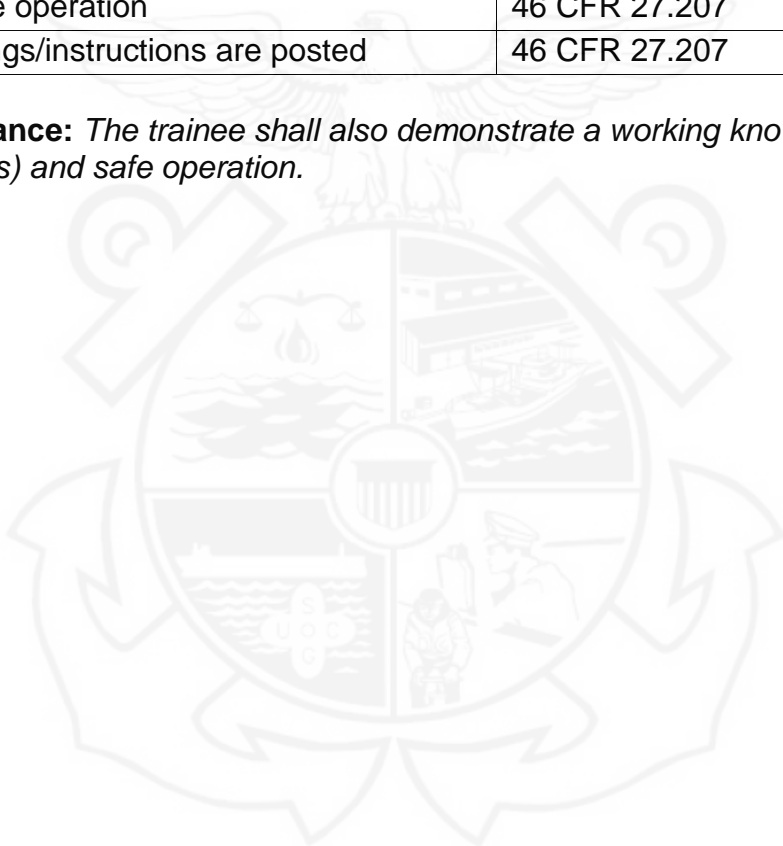 e operation 46 CFR 27.207
gs/instructions are posted 46 CFR 27.207
ance: The trainee shall also demonstrate a working kno
s) and safe operation.
S
U O C
G